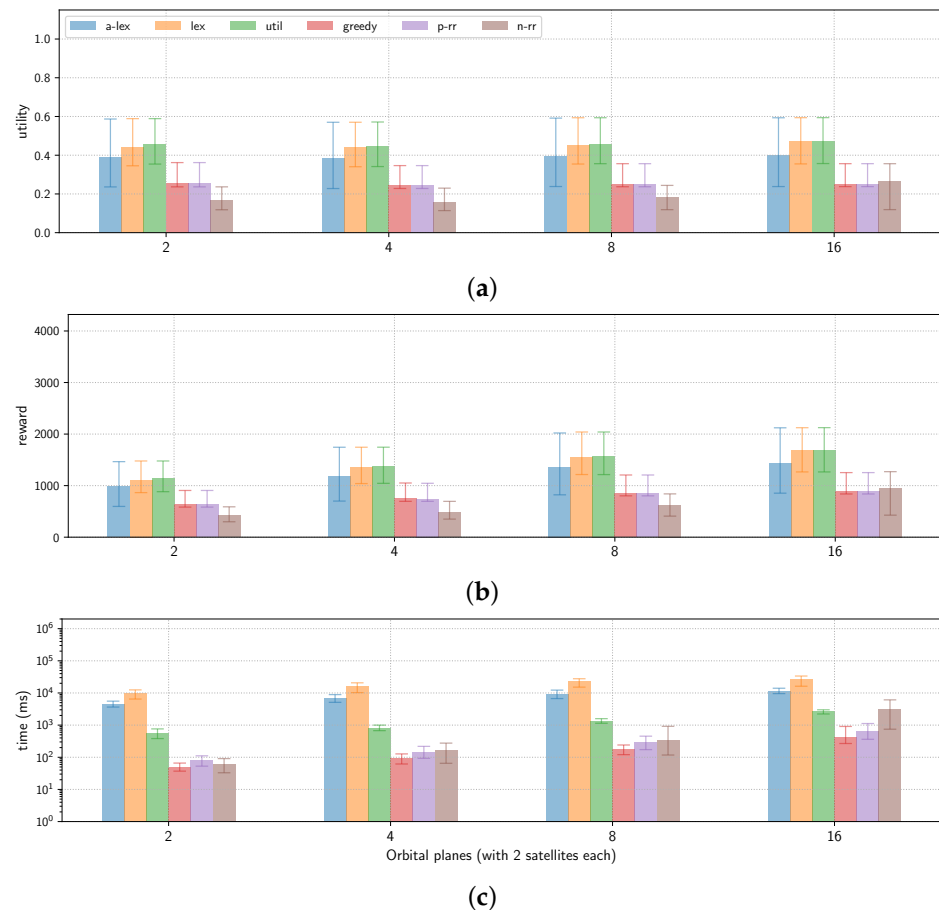 a-lex lex util greedy p-rr n-rr
1.0
0.8
0.6
0.4
0.2
0.0
utility
2 4 8 16
(a)
4000
3000
2000
1000
0
reward
2 4 8 16
(b)
10^6
10^5
10^4
10^3
10^2
10^1
10^0
time (ms)
2 4 8 16
Orbital planes (with 2 satellites each)
(c)